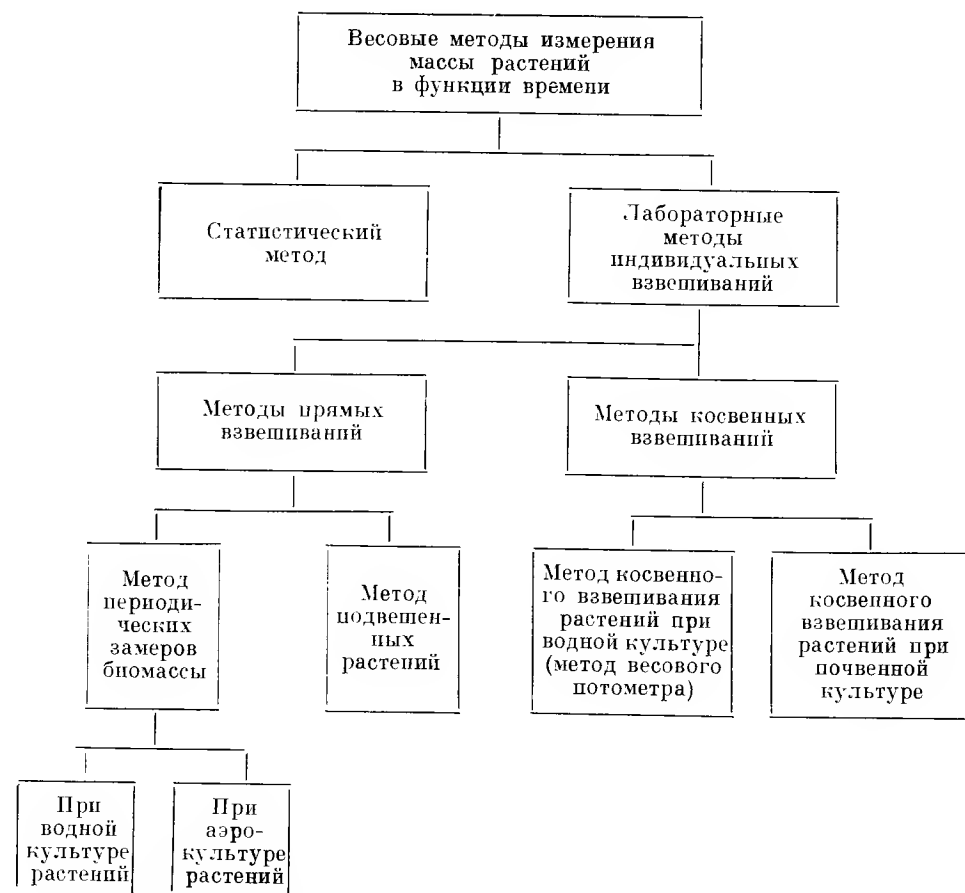 Весовые методы измерения
массы растений
в функции времени
Статистический
метод
Лабораторные
методы
индивидуальных
взвешиваний
Методы прямых
взвешиваний
Методы косвенных
взвешиваний
Метод
периоди-
ческих
замеров
биомассы
Метод
подвешен-
ных
растений
Метод косвенно-
го взвешивания
растений при
водной культуре
(метод весового
потометра)
Метод
косвенного
взвешивания
растений при
почвенной
культуре
При
водной
культуре
растений
При
аэро-
культуре
растений